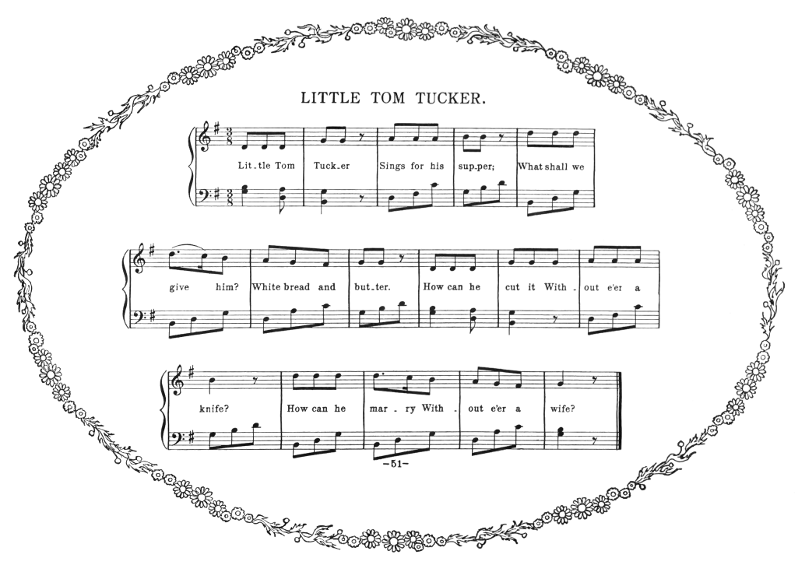 LITTLE TOM TUCKER.
3 8
Lit-tle Tom Tuck-er Sings for his sup-per; What shall we
3 8
give him? White bread and but-ter. How can he cut it With - out e'er a
knife? How can he mar - ry With - out e'er a wife?
-51-